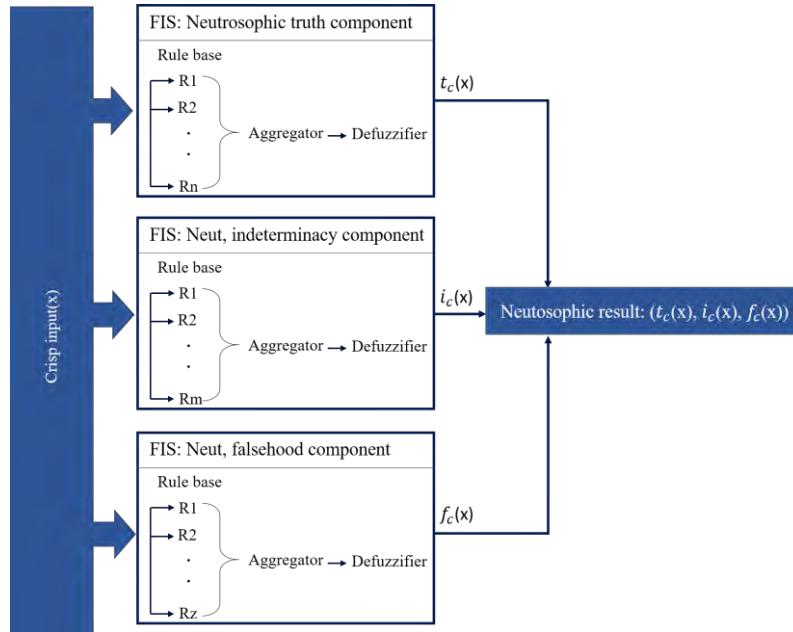 Crisp input(x)
FIS: Neutrosophic truth component
Rule base
R1
R2
.
.
Rn
Aggregator
Defuzzifier
t_c(x)
FIS: Neut, indeterminacy component
Rule base
R1
R2
.
.
Rm
Aggregator
Defuzzifier
i_c(x)
Neutosophic result: (t_c(x), i_c(x), f_c(x))
FIS: Neut, falsehood component
Rule base
R1
R2
.
.
Rz
Aggregator
Defuzzifier
f_c(x)